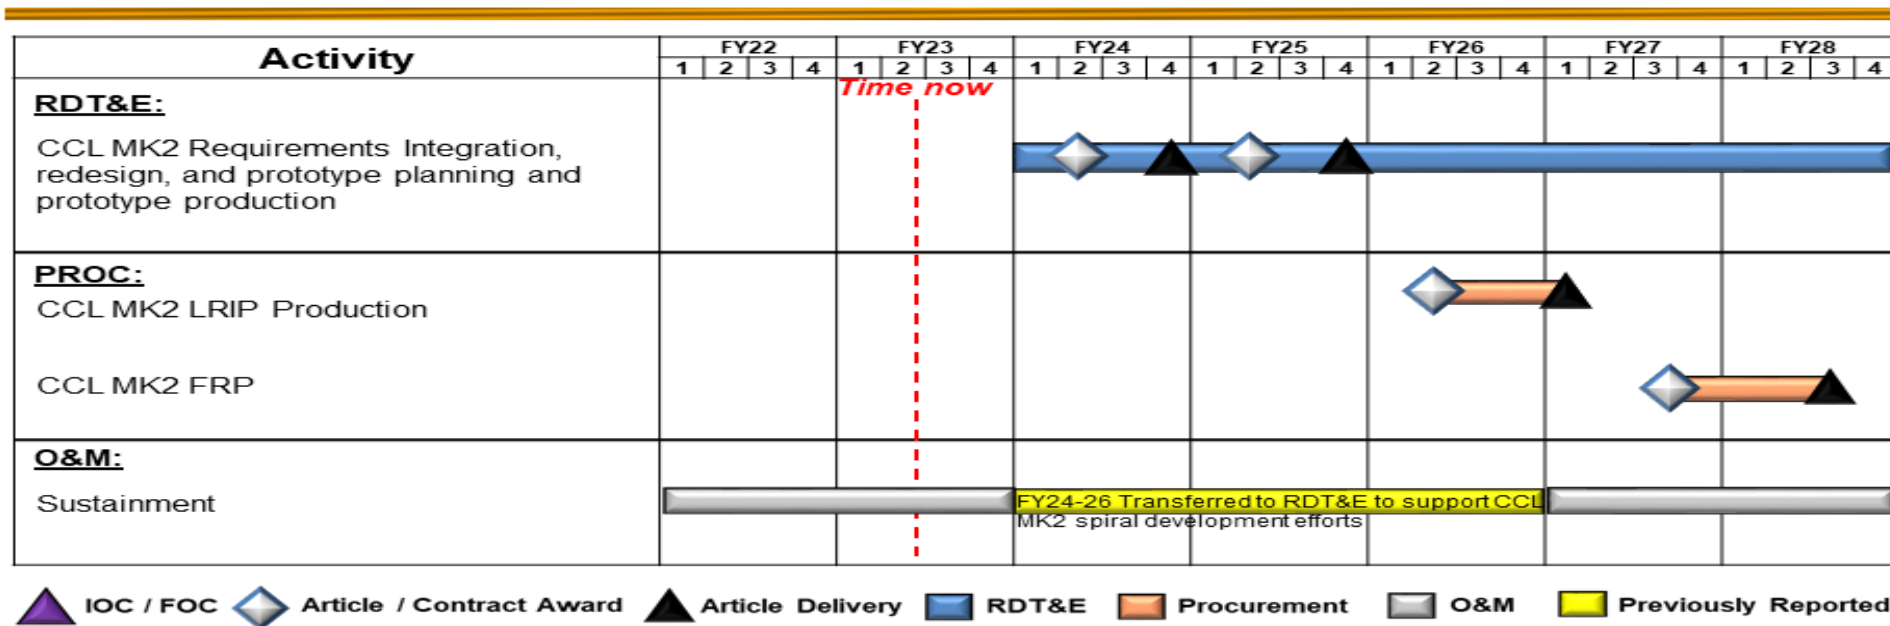 Activity
FY22 FY23 FY24 FY25 FY26 FY27 FY28
1 2 3 4 1 2 3 4 1 2 3 4 1 2 3 4 1 2 3 4 1 2 3 4 1 2 3 4
Time now
RDT&E:
CCL MK2 Requirements Integration,
redesign, and prototype planning and
prototype production
PROC:
CCL MK2 LRIP Production
CCL MK2 FRP
O&M:
Sustainment
FY24-26 Transferred to RDT&E to support CCL
MK2 spiral development efforts
IOC / FOC Article / Contract Award Article Delivery RDT&E Procurement O&M Previously Reported